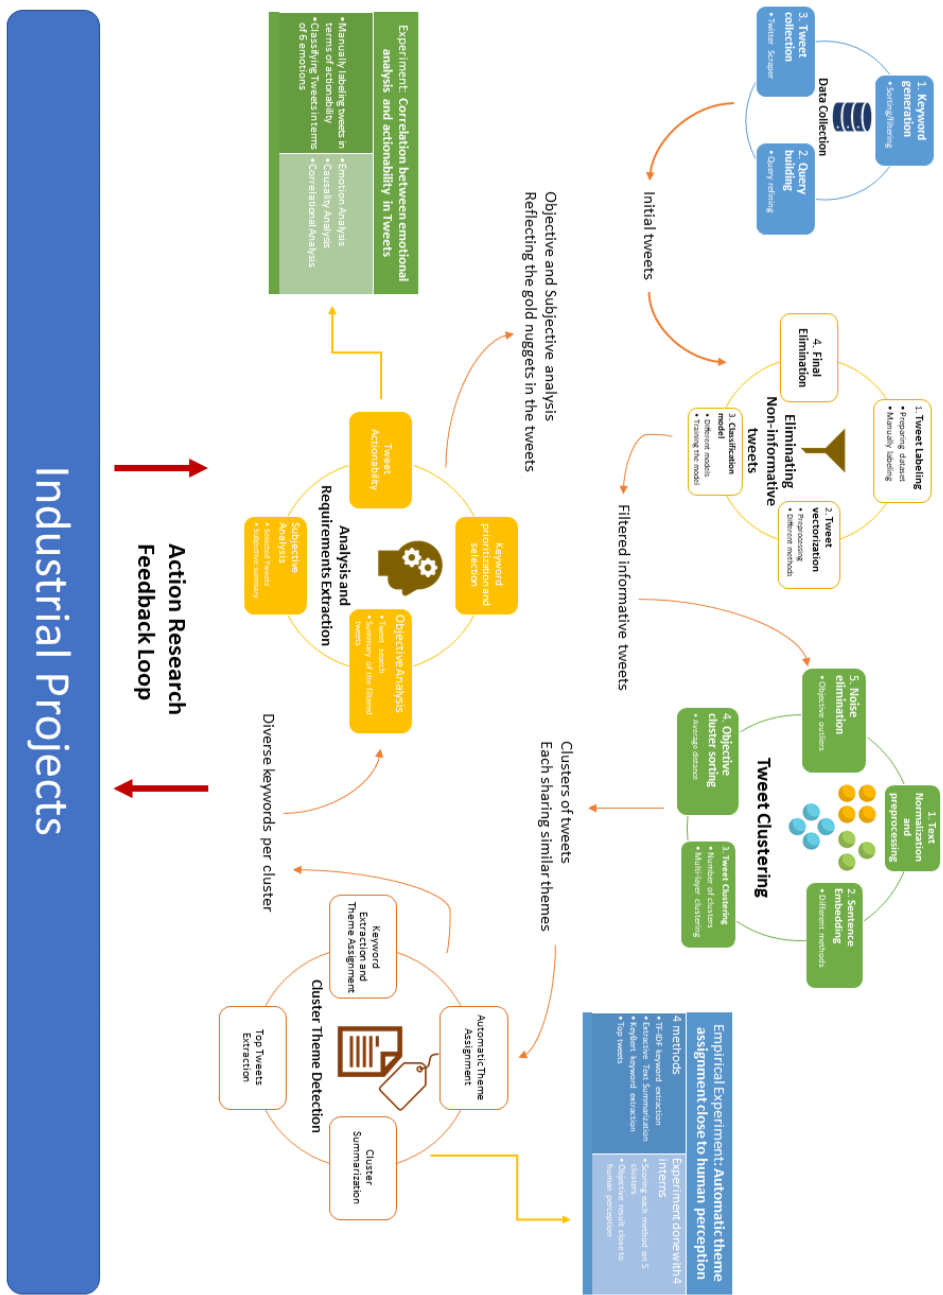 1. Keyword
generation
• Sorting/filtering
3. Tweet
collection
• Twitter Scraper
Data Collection
2. Query
building
• Query refining
Initial tweets
1. Tweet Labeling
• Preparing dataset
• Manually labeling
4. Final
Elimination
Eliminating
Non-informative
tweets
2. Tweet
vectorization
• Preprocessing
• Different methods
3. Classification
model
• Different models
• Training the model
Filtered informative tweets
1. Text
Normalization
and
preprocessing
5. Noise
elimination
• Objective outliers
2. Sentence
Embedding
• Different methods
Tweet Clustering
4. Objective
cluster sorting
• Average distance
3. Tweet Clustering
• Number of clusters
• Multi-layer clustering
Clusters of tweets
Each sharing similar themes
Empirical Experiment: Automatic theme
assignment close to human perception
4 methods
• TF-IDF keyword extraction
• Extractive Text Summarization
• KeyBert keyword extraction
• Top tweets
Experiment done with 4
interns
• Scoring each method on 5
clusters
• Objective result close to
human perception
Automatic Theme
Assignment
Keyword
Extraction and
Theme Assignment
Cluster
Summarization
Cluster Theme Detection
Top Tweets
Extraction
Diverse keywords per cluster
Keyword
prioritization and
selection
Tweet
Actionability
Objective Analysis
• Tweet search
• Summary of the filtered
tweets
Analysis and
Requirements Extraction
Subjective
Analysis
• Selected Tweets
• Subjective summary
Objective and Subjective analysis
Reflecting the gold nuggets in the tweets
Experiment: Correlation between emotional
analysis and actionability in Tweets
• Manually labeling tweets in
terms of actionability
• Classifying Tweets in terms
of 6 emotions
• Emotion Analysis
• Causality Analysis
• Correlational Analysis
Action Research
Feedback Loop
Industrial Projects